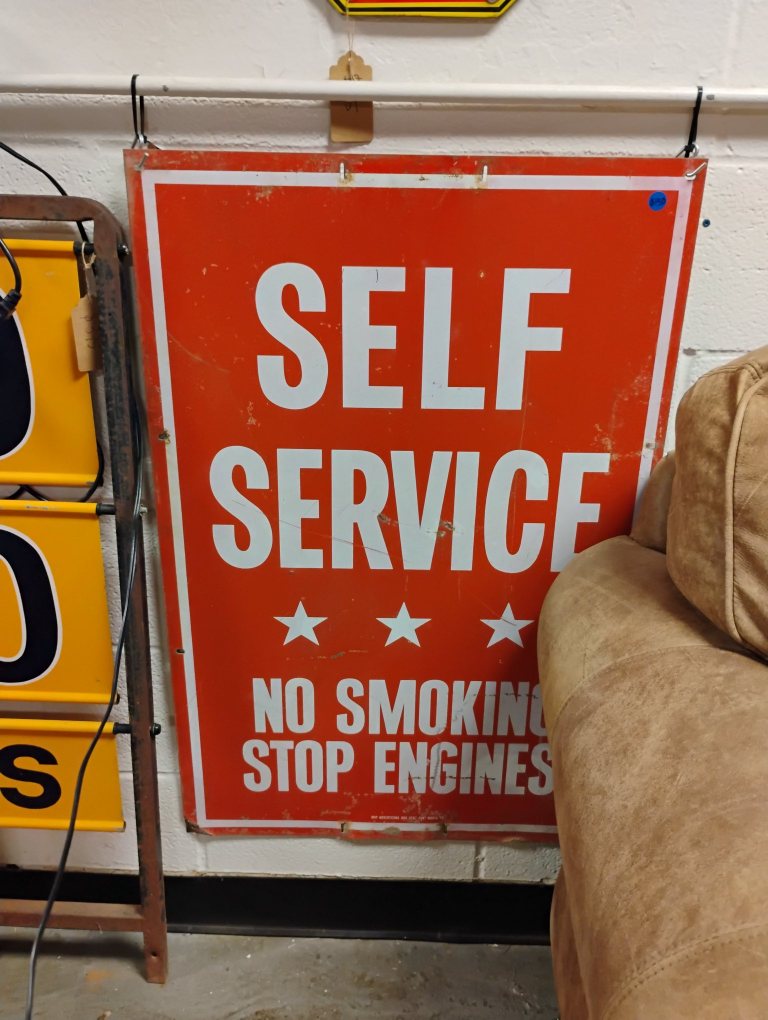 SELF
SERVICE
NO SMOKING
STOP ENGINES
S